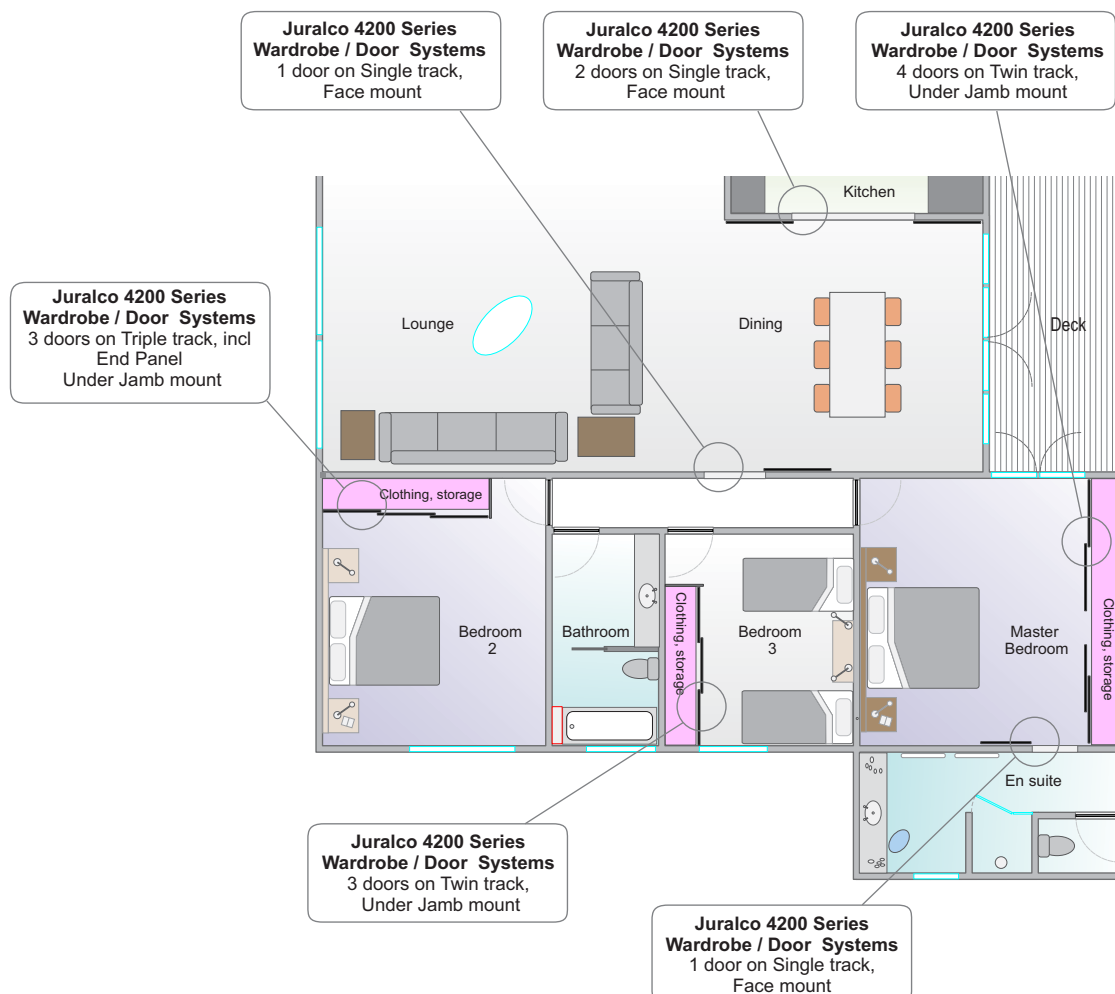 Juralco 4200 Series
Wardrobe / Door  Systems
1 door on Single track,
Face mount
Juralco 4200 Series
Wardrobe / Door  Systems
2 doors on Single track,
Face mount
Juralco 4200 Series
Wardrobe / Door  Systems
4 doors on Twin track,
Under Jamb mount
Kitchen
Juralco 4200 Series
Wardrobe / Door  Systems
3 doors on Triple track, incl
End Panel
Under Jamb mount
Lounge
Dining
Deck
Clothing, storage
Bedroom
2
Bathroom
Clothing, storage
Bedroom
3
Master
Bedroom
Clothing, storage
En suite
Juralco 4200 Series
Wardrobe / Door  Systems
3 doors on Twin track,
Under Jamb mount
Juralco 4200 Series
Wardrobe / Door  Systems
1 door on Single track,
Face mount